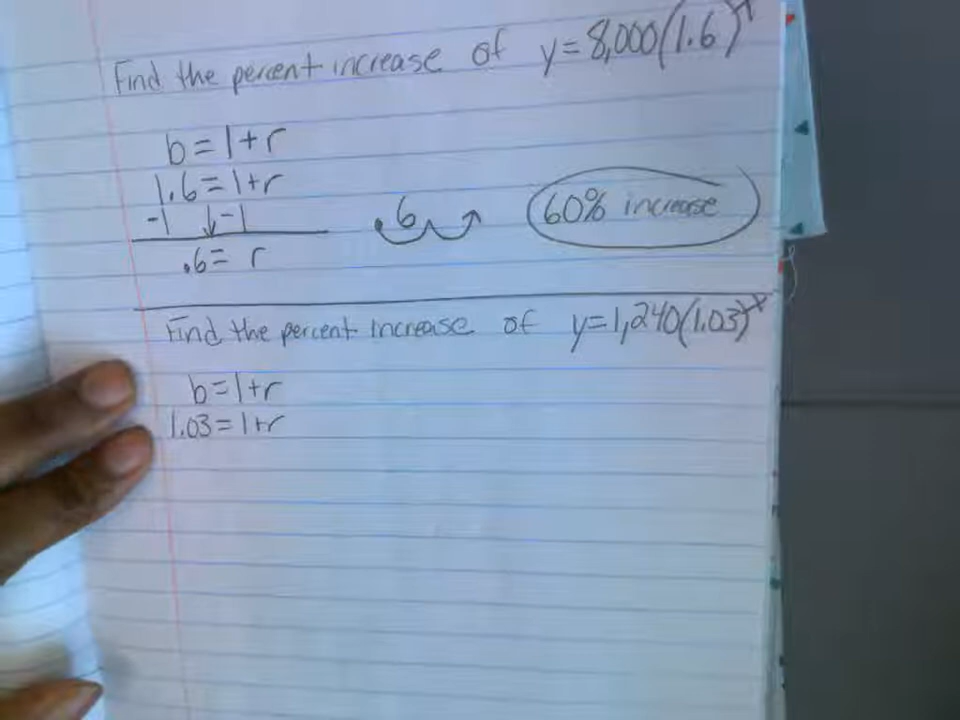 Find the percent increase of y=8,000(1.6)^x
b=1+r
1.6=1+r
-1 ↓-1
.6= r
.6
60% increase
Find the percent increase of y=1,240(1.03)^x
b=1+r
1.03=1+r